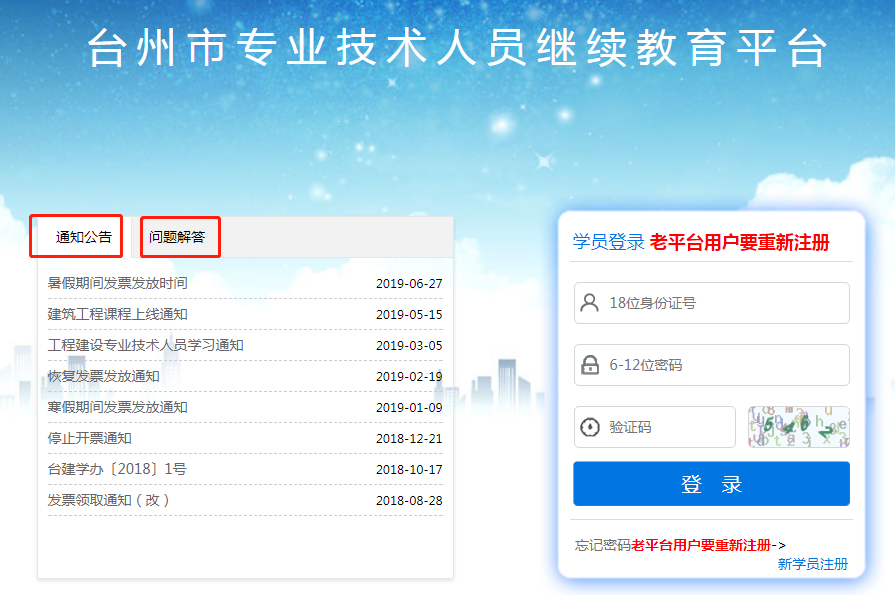 台州市专业技术人员继续教育平台
通知公告 问题解答
暑假期间发票发放时间 2019-06-27
建筑工程课程上线通知 2019-05-15
工程建设专业技术人员学习通知 2019-03-05
恢复发票发放通知 2019-02-19
寒假期间发票发放通知 2019-01-09
停止开票通知 2018-12-21
台建学办〔2018〕1号 2018-10-17
发票领取通知（改） 2018-08-28
学员登录 老平台用户要重新注册
18位身份证号
6-12位密码
验证码
登 录
忘记密码老平台用户要重新注册->
新学员注册